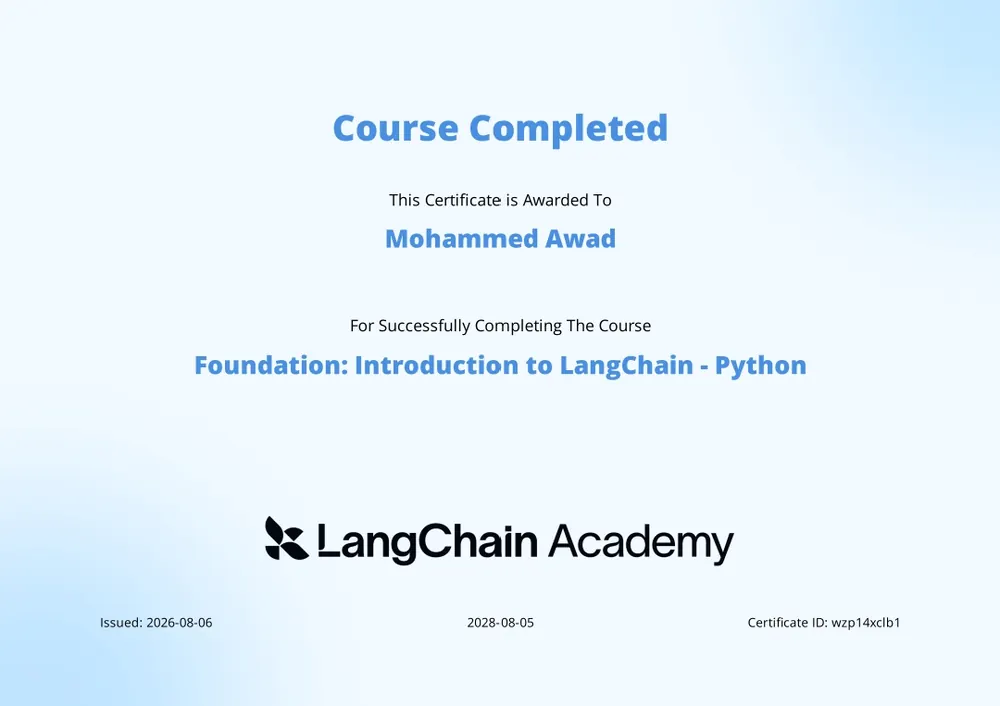 Course Completed
This Certificate is Awarded To
Mohammed Awad
For Successfully Completing The Course
Foundation: Introduction to LangChain - Python
LangChain Academy
Issued: 2026-08-06
2028-08-05
Certificate ID: wzp14xclb1